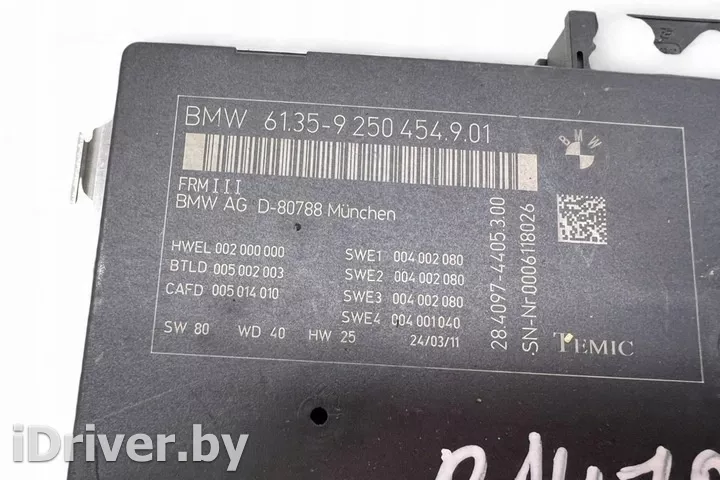 BMW 61.35-9 250 454.9.01
BMW
FRM III
BMW AG D-80788 München
HWEL 002 000 000
BTLD 005 002 003
CAFD 005 014 010
SWE1 004 002 080
SWE2 004 002 080
SWE3 004 002 080
SWE4 004 001 040
SW 80 WD 40 HW 25 24/03/11
28.4097-4405.3.00
SN-Nr0006118026
TEMIC
iDriver.by